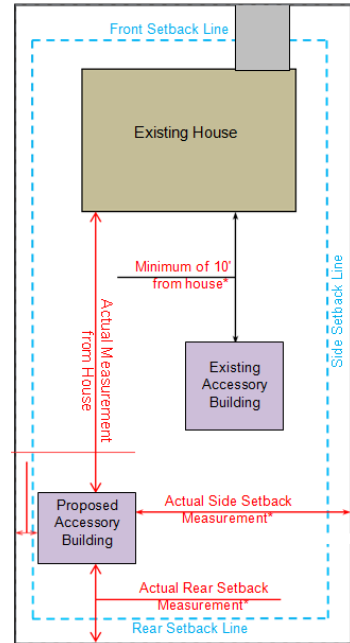 Front Setback Line
Existing House
Minimum of 10'
from house*
Actual Measurement
from House
Side Setback Line
Existing
Accessory
Building
Proposed
Accessory
Building
Actual Side Setback
Measurement*
Actual Rear Setback
Measurement*
Rear Setback Line